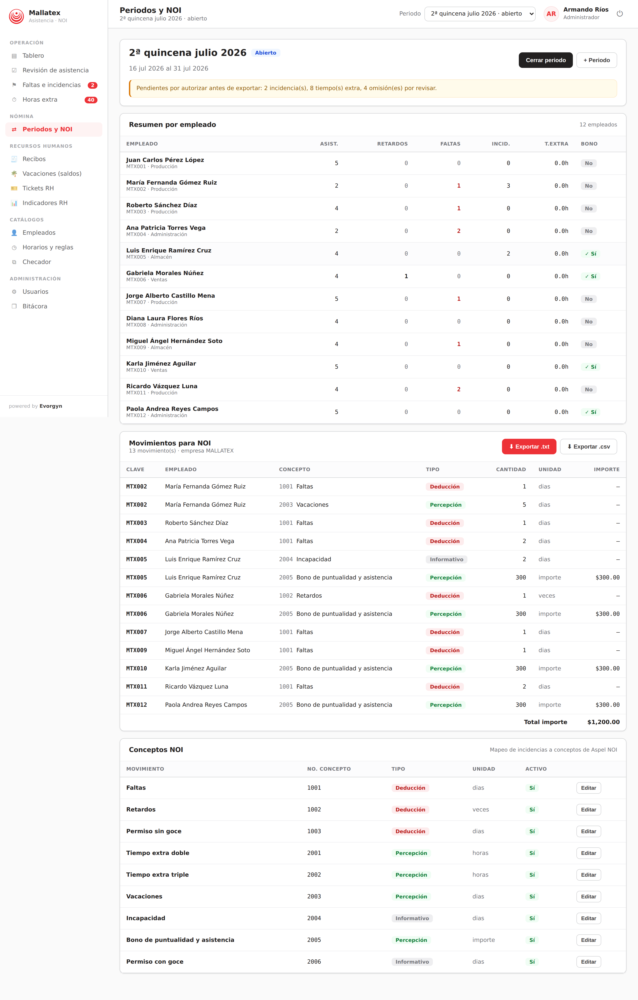 Mallatex
Asistencia · NOI
OPERACIÓN
Tablero
Revisión de asistencia
Faltas e incidencias 2
Horas extra 40
NÓMINA
Periodos y NOI
RECURSOS HUMANOS
Recibos
Vacaciones (saldos)
Tickets RH
Indicadores RH
CATÁLOGOS
Empleados
Horarios y reglas
Checador
ADMINISTRACIÓN
Usuarios
Bitácora
powered by Evorgyn
Periodos y NOI
2ª quincena julio 2026 · abierto
Periodo 2ª quincena julio 2026 · abierto
AR
Armando Ríos
Administrador
2ª quincena julio 2026 Abierto
16 jul 2026 al 31 jul 2026
Cerrar periodo + Periodo
Pendientes por autorizar antes de exportar: 2 incidencia(s), 8 tiempo(s) extra, 4 omisión(es) por revisar.
Resumen por empleado 12 empleados
EMPLEADO ASIST. RETARDOS FALTAS INCID. T.EXTRA BONO
Juan Carlos Pérez López
MTX001 · Producción
5 0 0 0 0.0h No
María Fernanda Gómez Ruiz
MTX002 · Producción
2 0 1 3 0.0h No
Roberto Sánchez Díaz
MTX003 · Producción
4 0 1 0 0.0h No
Ana Patricia Torres Vega
MTX004 · Administración
2 0 2 0 0.0h No
Luis Enrique Ramírez Cruz
MTX005 · Almacén
4 0 0 2 0.0h ✓ Sí
Gabriela Morales Núñez
MTX006 · Ventas
4 1 0 0 0.0h ✓ Sí
Jorge Alberto Castillo Mena
MTX007 · Producción
5 0 1 0 0.0h No
Diana Laura Flores Ríos
MTX008 · Administración
4 0 0 0 0.0h No
Miguel Ángel Hernández Soto
MTX009 · Almacén
4 0 1 0 0.0h No
Karla Jiménez Aguilar
MTX010 · Ventas
5 0 0 0 0.0h ✓ Sí
Ricardo Vázquez Luna
MTX011 · Producción
4 0 2 0 0.0h No
Paola Andrea Reyes Campos
MTX012 · Administración
5 0 0 0 0.0h ✓ Sí
Movimientos para NOI
13 movimiento(s) · empresa MALLATEX
⬇ Exportar .txt ⬇ Exportar .csv
CLAVE EMPLEADO CONCEPTO TIPO CANTIDAD UNIDAD IMPORTE
MTX002 María Fernanda Gómez Ruiz 1001 Faltas Deducción 1 dias —
MTX002 María Fernanda Gómez Ruiz 2003 Vacaciones Percepción 5 dias —
MTX003 Roberto Sánchez Díaz 1001 Faltas Deducción 1 dias —
MTX004 Ana Patricia Torres Vega 1001 Faltas Deducción 2 dias —
MTX005 Luis Enrique Ramírez Cruz 2004 Incapacidad Informativo 2 dias —
MTX005 Luis Enrique Ramírez Cruz 2005 Bono de puntualidad y asistencia Percepción 300 importe $300.00
MTX006 Gabriela Morales Núñez 1002 Retardos Deducción 1 veces —
MTX006 Gabriela Morales Núñez 2005 Bono de puntualidad y asistencia Percepción 300 importe $300.00
MTX007 Jorge Alberto Castillo Mena 1001 Faltas Deducción 1 dias —
MTX009 Miguel Ángel Hernández Soto 1001 Faltas Deducción 1 dias —
MTX010 Karla Jiménez Aguilar 2005 Bono de puntualidad y asistencia Percepción 300 importe $300.00
MTX011 Ricardo Vázquez Luna 1001 Faltas Deducción 2 dias —
MTX012 Paola Andrea Reyes Campos 2005 Bono de puntualidad y asistencia Percepción 300 importe $300.00
Total importe $1,200.00
Conceptos NOI Mapeo de incidencias a conceptos de Aspel NOI
MOVIMIENTO NO. CONCEPTO TIPO UNIDAD ACTIVO
Faltas 1001 Deducción dias Sí Editar
Retardos 1002 Deducción veces Sí Editar
Permiso sin goce 1003 Deducción dias Sí Editar
Tiempo extra doble 2001 Percepción horas Sí Editar
Tiempo extra triple 2002 Percepción horas Sí Editar
Vacaciones 2003 Percepción dias Sí Editar
Incapacidad 2004 Informativo dias Sí Editar
Bono de puntualidad y asistencia 2005 Percepción importe Sí Editar
Permiso con goce 2006 Informativo dias Sí Editar